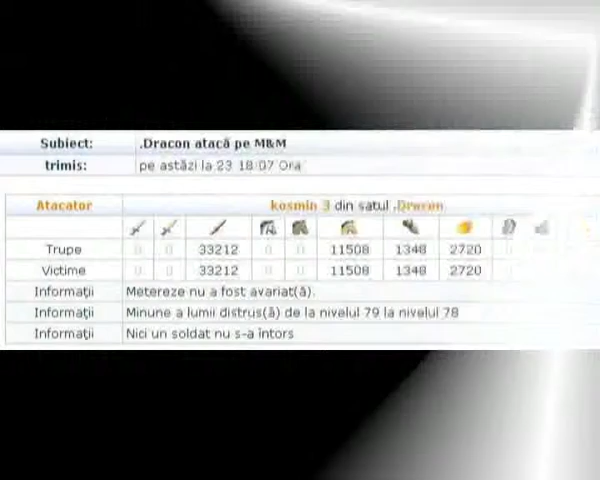 Subiect: .Dracon atacă pe M&M
trimis: pe astăzi la 23 18 07 Ora
Atacator kosmin 3 din satul .Dracon
Trupe 0 0 33212 0 0 11508 1348 2720 0
Victime 0 0 33212 0 0 11508 1348 2720 0
Informaţii Metereze nu a fost avariat(ă).
Informaţii Minune a lumii distrus(ă) de la nivelul 79 la nivelul 78
Informaţii Nici un soldat nu s-a întors